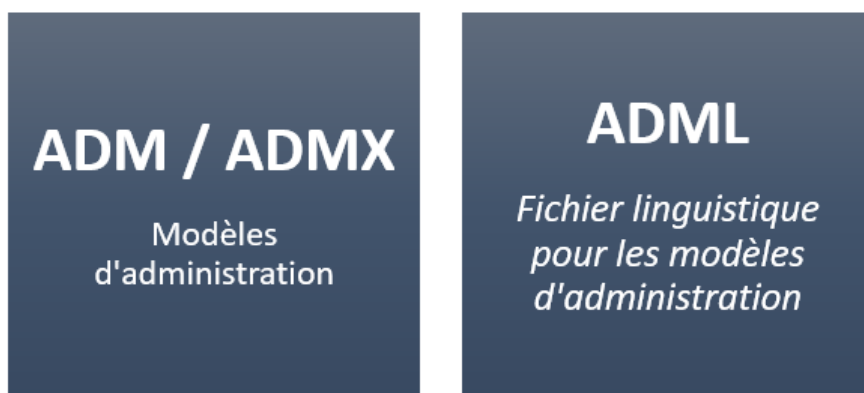 ADM / ADMX
Modèles
d'administration
ADML
Fichier linguistique
pour les modèles
d'administration